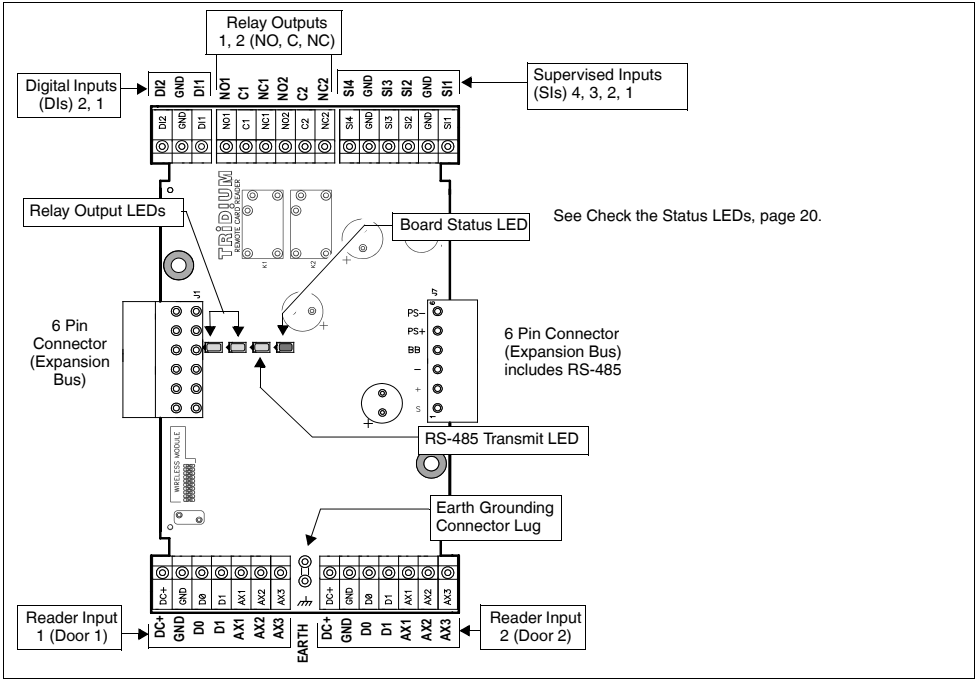 Relay Outputs
1, 2 (NO, C, NC)
Digital Inputs
(DIs) 2, 1
Supervised Inputs
(SIs) 4, 3, 2, 1
DI2 GND DI1 NO1 C1 NC1 NO2 C2 NC2 SI4 GND SI3 SI2 GND SI1
DI2 GND DI1 NO1 C1 NC1 NO2 C2 NC2 SI4 GND SI3 SI2 GND SI1
TRIDIUM
REMOTE CARD READER
Relay Output LEDs
Board Status LED
See Check the Status LEDs, page 20.
K1 K2
J1
J7
6
PS-
PS+
BB
-
+
S
1
6 Pin
Connector
(Expansion
Bus)
6 Pin Connector
(Expansion Bus)
includes RS-485
+
+
+
RS-485 Transmit LED
WIRELESS MODULE
Earth Grounding
Connector Lug
DC+ GND D0 D1 AX1 AX2 AX3 DC+ GND D0 D1 AX1 AX2 AX3
Reader Input
1 (Door 1)
DC+ GND D0 D1 AX1 AX2 AX3 EARTH DC+ GND D0 D1 AX1 AX2 AX3
Reader Input
2 (Door 2)